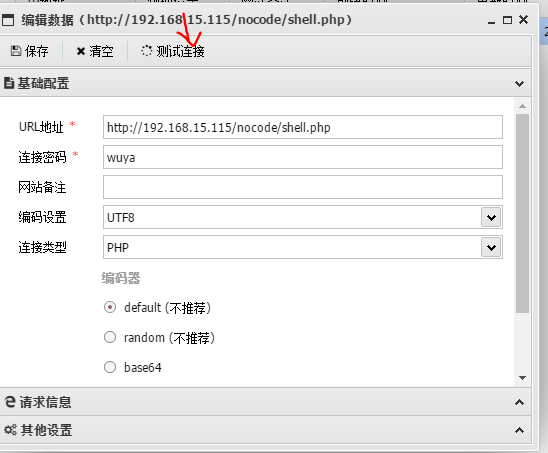 编辑数据 (http://192.168.15.115/nocode/shell.php)
保存 清空 测试连接
基础配置
URL地址 * http://192.168.15.115/nocode/shell.php
连接密码 * wuya
网站备注
编码设置 UTF8
连接类型 PHP
编码器
default (不推荐)
random (不推荐)
base64
请求信息
其他设置